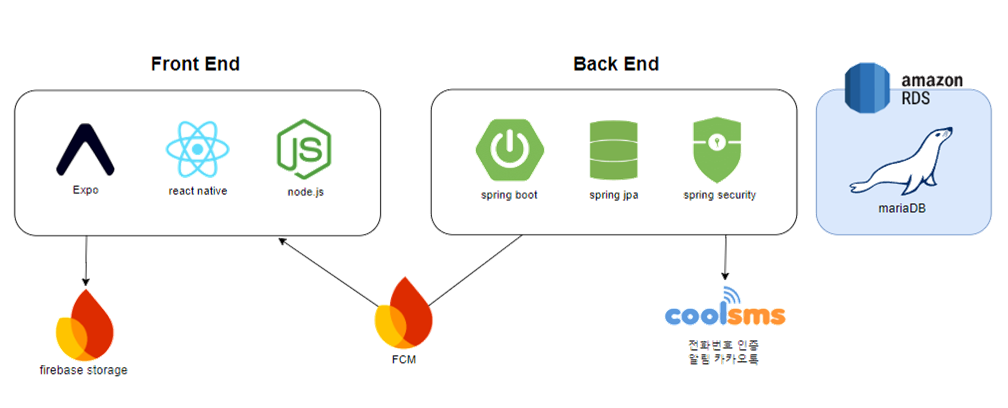 Front End
Back End
amazon
RDS
JS
Expo
react native
node.js
spring boot
spring jpa
spring security
mariaDB
coolsms
전화번호 인증
알림 카카오톡
FCM
firebase storage